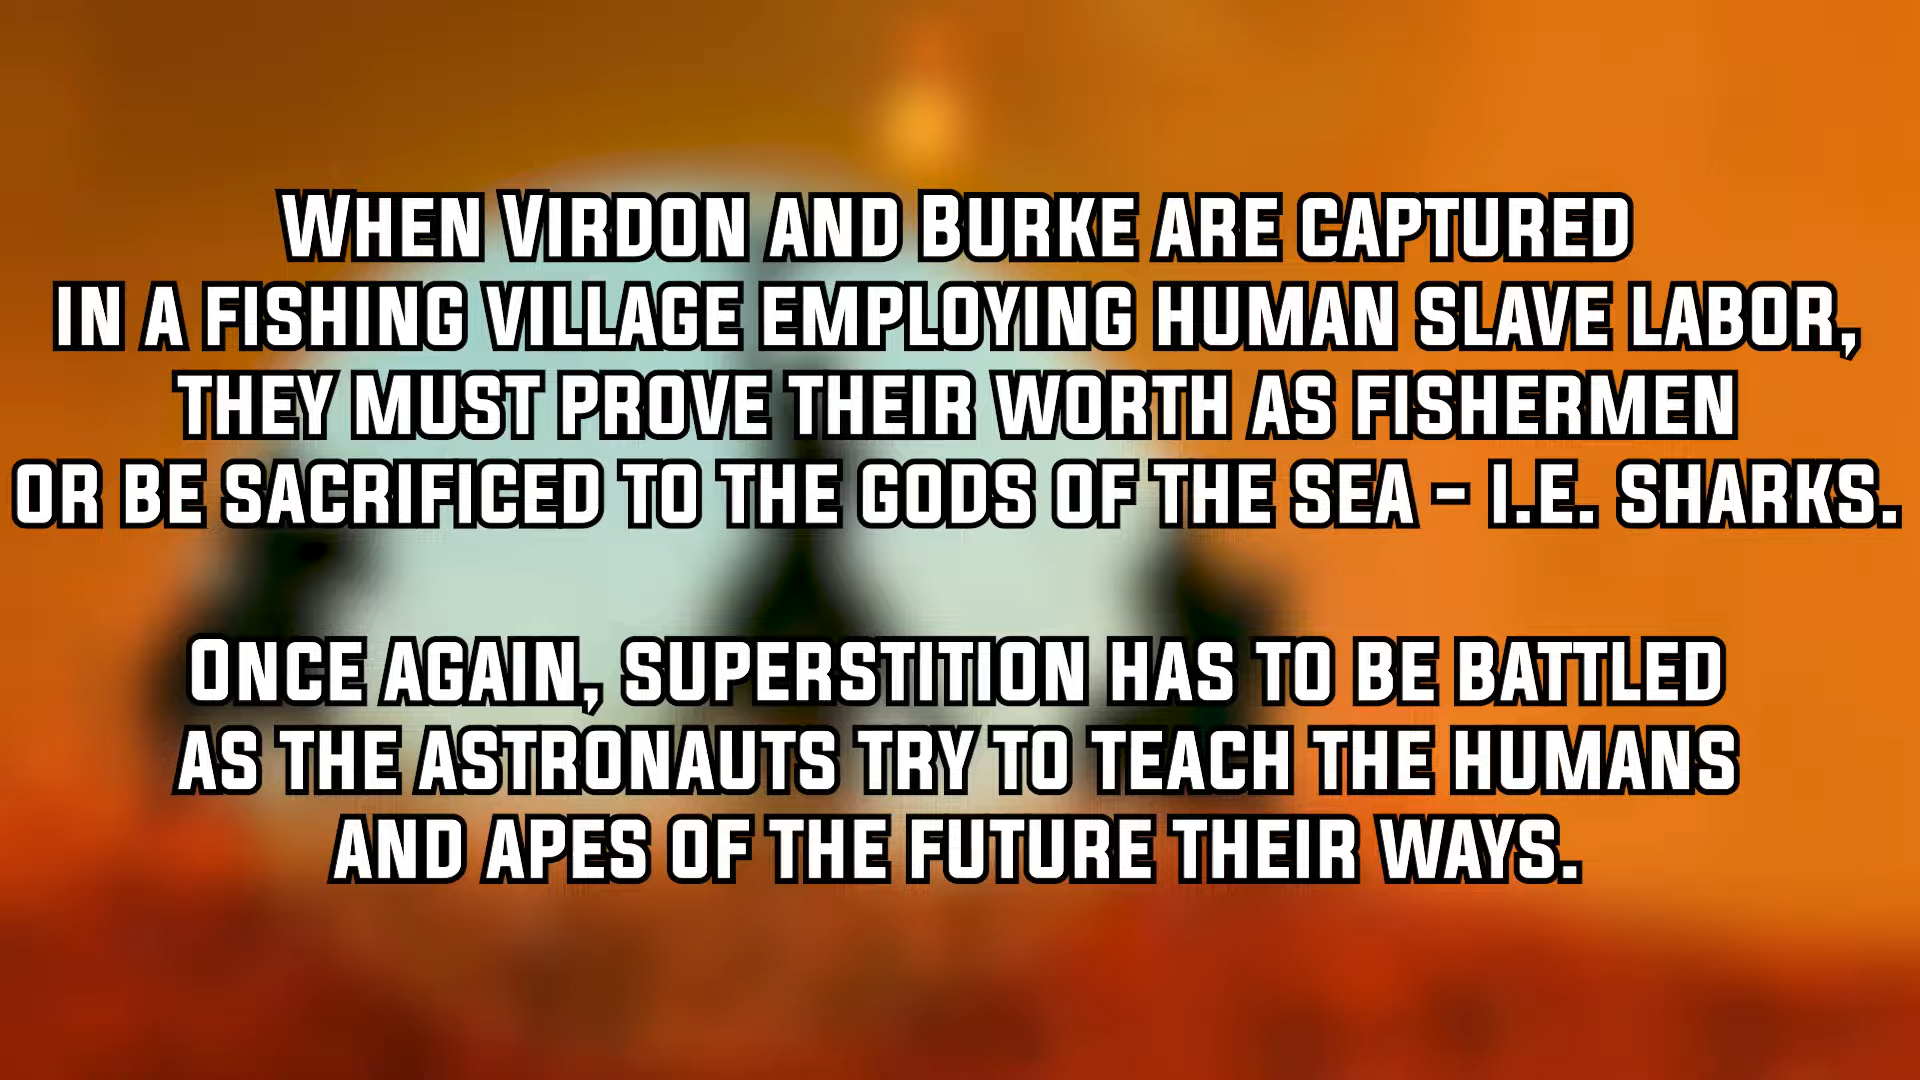 When Virdon and Burke are captured
in a fishing village employing human slave labor,
they must prove their worth as fishermen
or be sacrificed to the gods of the sea - i.e. sharks.
Once again, superstition has to be battled
as the astronauts try to teach the humans
and apes of the future their ways.